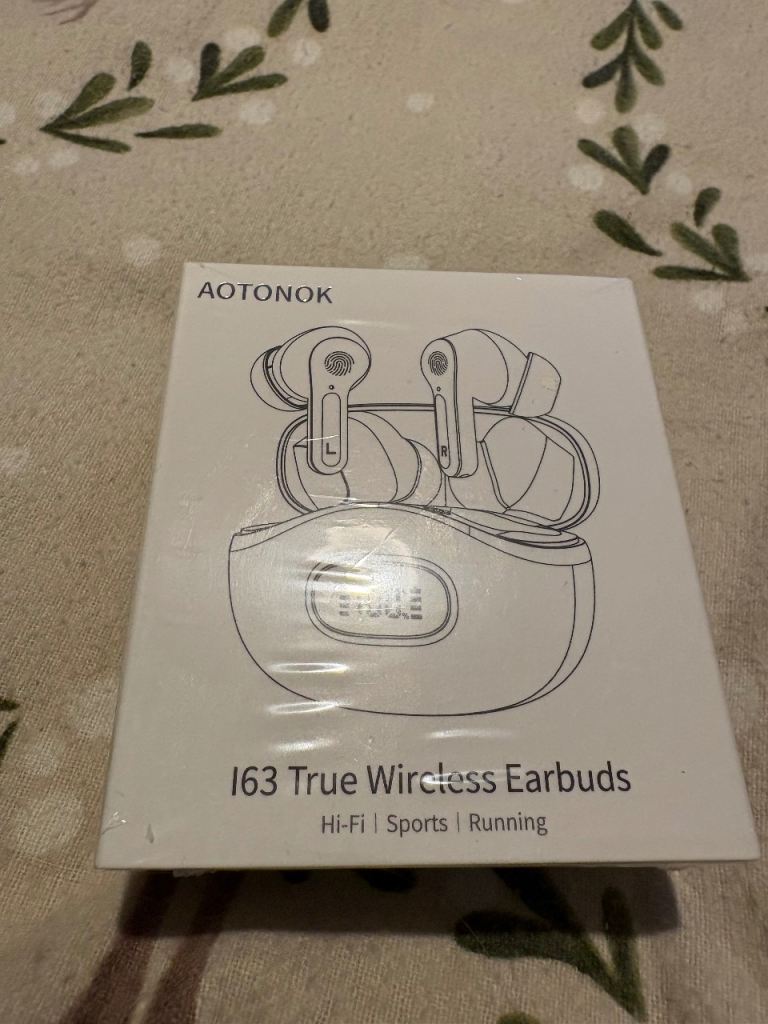 AOTONOK
L
R
I63 True Wireless Earbuds
Hi-Fi | Sports | Running